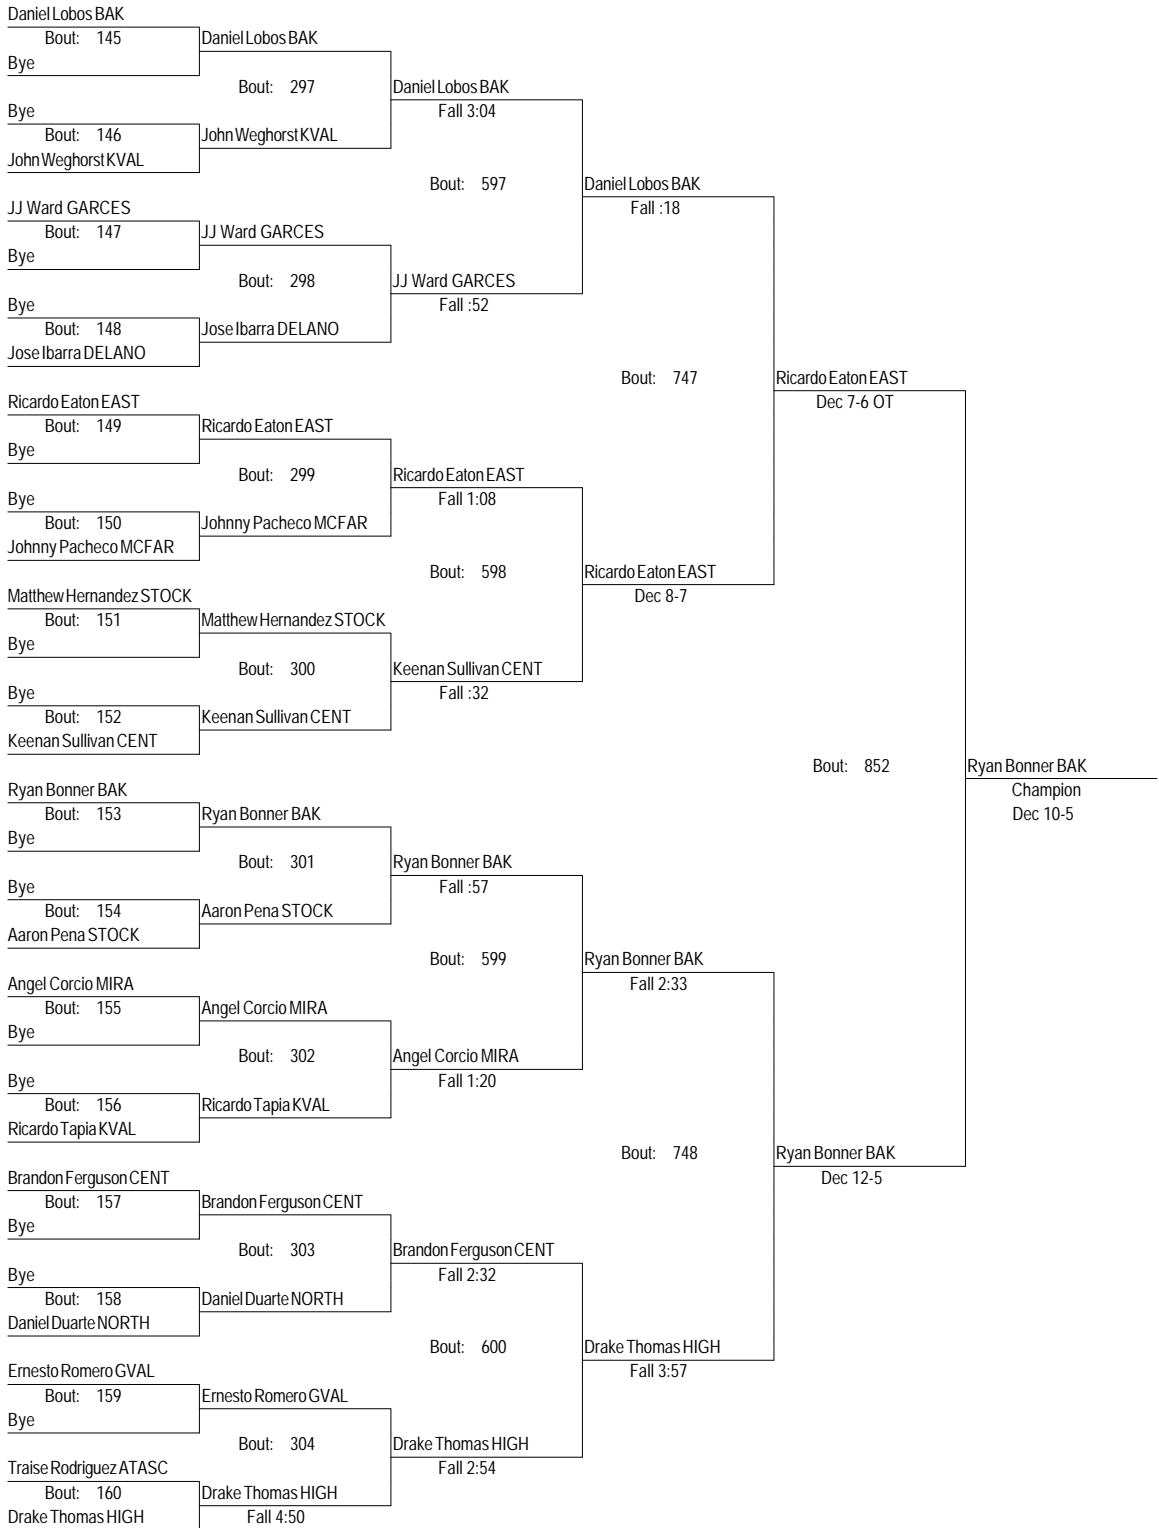 Daniel Lobos BAK
Bout: 145
Daniel Lobos BAK
Bye
Bout: 297
Daniel Lobos BAK
Bye
Fall 3:04
Bout: 146
John Weghorst KVAL
John Weghorst KVAL
Bout: 597
Daniel Lobos BAK
JJ Ward GARCES
Fall :18
Bout: 147
JJ Ward GARCES
Bye
Bout: 298
JJ Ward GARCES
Bye
Fall :52
Bout: 148
Jose Ibarra DELANO
Jose Ibarra DELANO
Bout: 747
Ricardo Eaton EAST
Ricardo Eaton EAST
Dec 7-6 OT
Bout: 149
Ricardo Eaton EAST
Bye
Bout: 299
Ricardo Eaton EAST
Bye
Fall 1:08
Bout: 150
Johnny Pacheco MCFAR
Johnny Pacheco MCFAR
Bout: 598
Ricardo Eaton EAST
Matthew Hernandez STOCK
Dec 8-7
Bout: 151
Matthew Hernandez STOCK
Bye
Bout: 300
Keenan Sullivan CENT
Bye
Fall :32
Bout: 152
Keenan Sullivan CENT
Keenan Sullivan CENT
Bout: 852
Ryan Bonner BAK
Ryan Bonner BAK
Champion
Bout: 153
Ryan Bonner BAK
Dec 10-5
Bye
Bout: 301
Ryan Bonner BAK
Bye
Fall :57
Bout: 154
Aaron Pena STOCK
Aaron Pena STOCK
Bout: 599
Ryan Bonner BAK
Angel Corcio MIRA
Fall 2:33
Bout: 155
Angel Corcio MIRA
Bye
Bout: 302
Angel Corcio MIRA
Bye
Fall 1:20
Bout: 156
Ricardo Tapia KVAL
Ricardo Tapia KVAL
Bout: 748
Ryan Bonner BAK
Brandon Ferguson CENT
Dec 12-5
Bout: 157
Brandon Ferguson CENT
Bye
Bout: 303
Brandon Ferguson CENT
Bye
Fall 2:32
Bout: 158
Daniel Duarte NORTH
Daniel Duarte NORTH
Bout: 600
Drake Thomas HIGH
Ernesto Romero GVAL
Fall 3:57
Bout: 159
Ernesto Romero GVAL
Bye
Bout: 304
Drake Thomas HIGH
Traise Rodriguez ATASC
Fall 2:54
Bout: 160
Drake Thomas HIGH
Drake Thomas HIGH
Fall 4:50